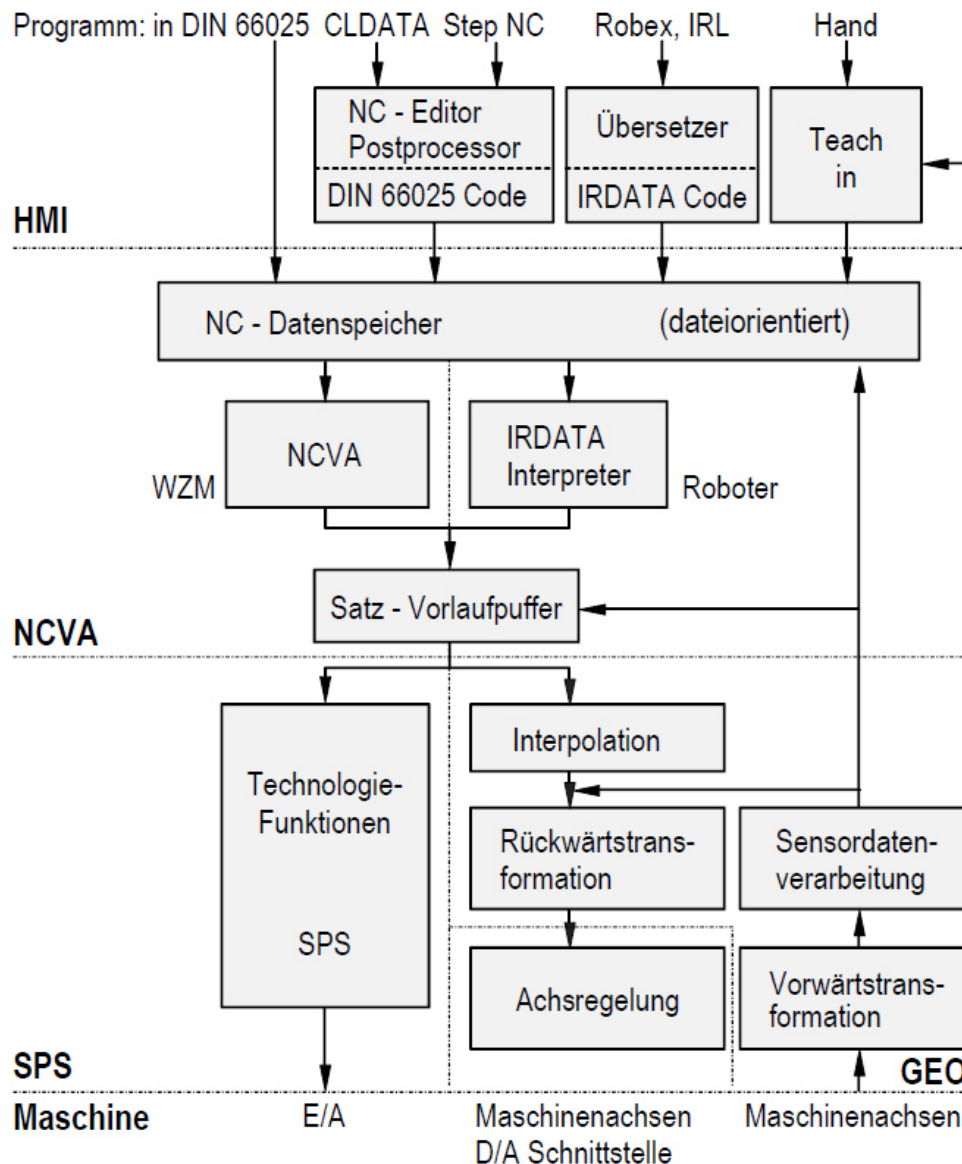 Programm: in DIN 66025 CLDATA Step NC Robex, IRL Hand
NC - Editor
Postprocessor
DIN 66025 Code
Übersetzer
IRDATA Code
Teach
in
HMI
NC - Datenspeicher (dateiorientiert)
NCVA
IRDATA
Interpreter
WZM
Roboter
Satz - Vorlaufpuffer
NCVA
Technologie-
Funktionen
SPS
Interpolation
Rückwärtstrans-
formation
Sensordaten-
verarbeitung
Achsregelung
Vorwärtstrans-
formation
SPS
GEO
Maschine
E/A
Maschinenachsen
D/A Schnittstelle
Maschinenachsen